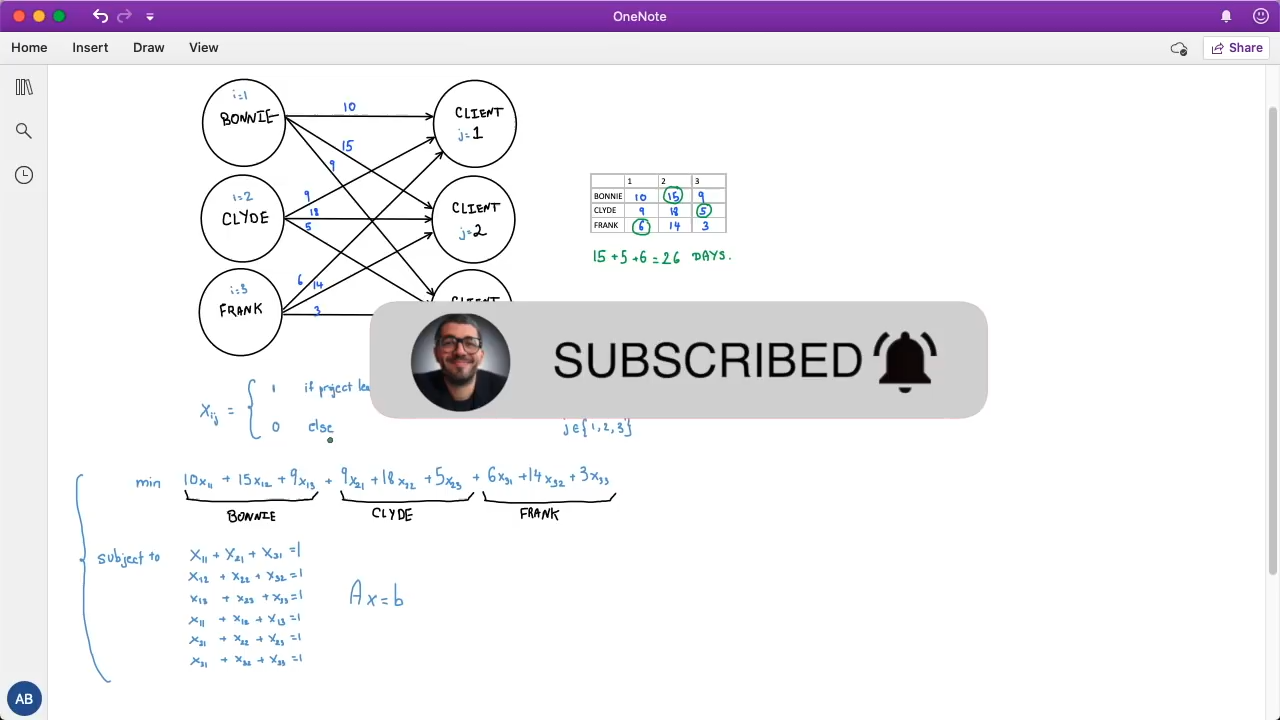 OneNote
Home Insert Draw View Share
i=1
BONNIE
10
CLIENT
j=1
15
9
i=2
CLYDE
9
18
5
CLIENT
j=2
i=3
FRANK
6 14
3
1 2 3
BONNIE 10 15 9
CLYDE 9 18 5
FRANK 6 14 3
15+5+6=26 DAYS.
SUBSCRIBED
Xij = { 1 if project
0 else
j∈{1,2,3}
min 10x11 + 15x12 + 9x13 + 9x21 + 18x22 + 5x23 + 6x31 + 14x32 + 3x33
BONNIE CLYDE FRANK
subject to x11 + x21 + x31 = 1
x12 + x22 + x32 = 1
x13 + x23 + x33 = 1
x11 + x12 + x13 = 1
x21 + x22 + x23 = 1
x31 + x32 + x33 = 1
Ax = b
AB